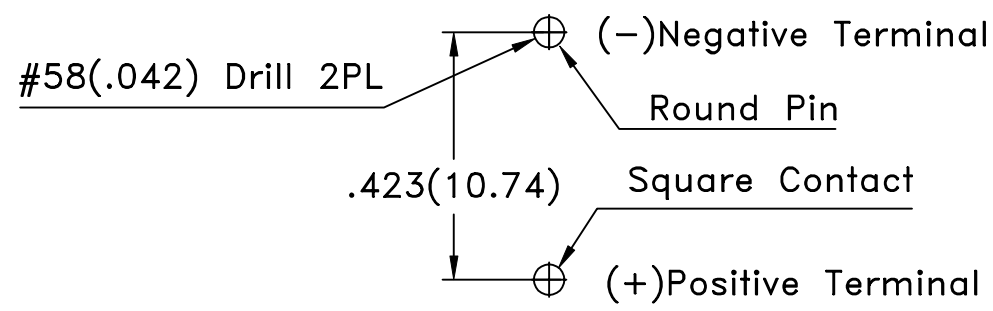 (−)Negative Terminal
#58(.042) Drill 2PL
Round Pin
.423(10.74)
Square Contact
(+)Positive Terminal